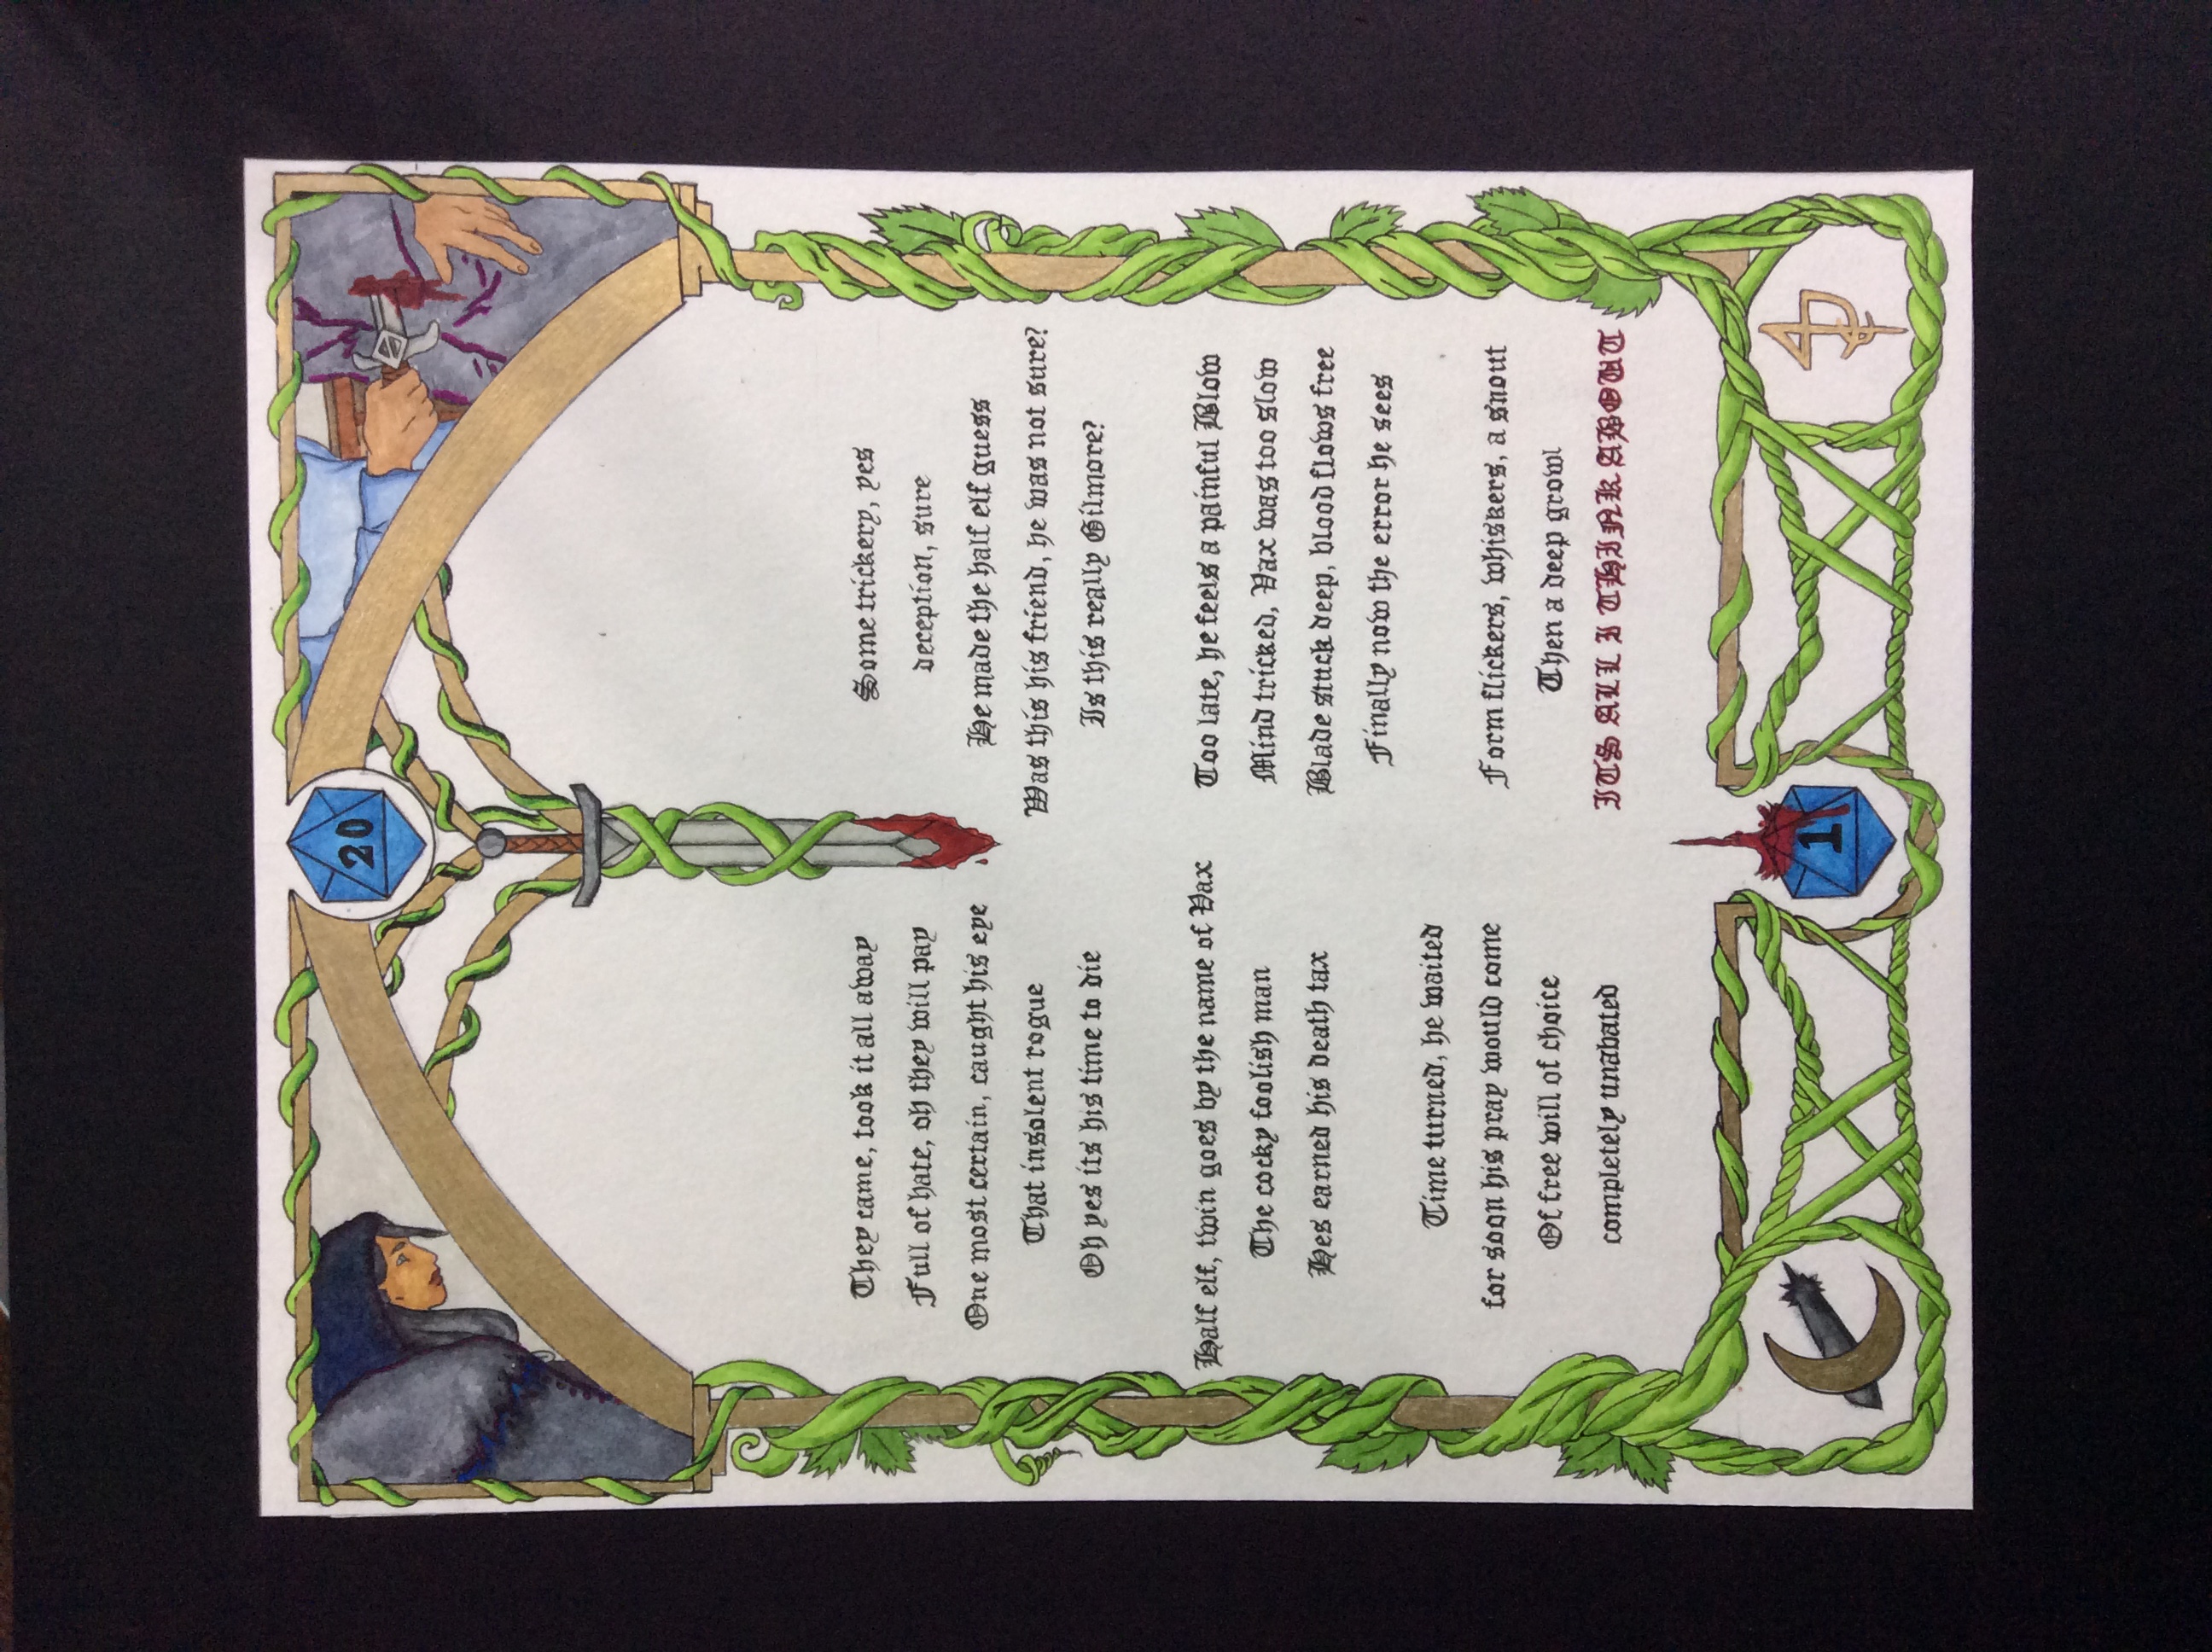 20
They came, took it all away
Full of hate, oh they will pay
One most certain, caught his eye
That insolent rogue
Oh yes its his time to die
Half elf, twin goes by the name of Vax
The cocky foolish man
Hes earned his death tax
Time turned, he waited
for soon his pray would come
Of free will of choice
completely unabated
Some trickery, yes
deception, sure
He made the half elf guess
Was this his friend, he was not sure?
Is this really Gilmore?
Too late, he feels a painful Blow
Mind tricked, Vax was too slow
Blade stuck deep, blood flows free
Finally now the error he sees
Form flickers, whiskers, a snout
Then a deep growl
ITS ALL I THINK ABOUT
1